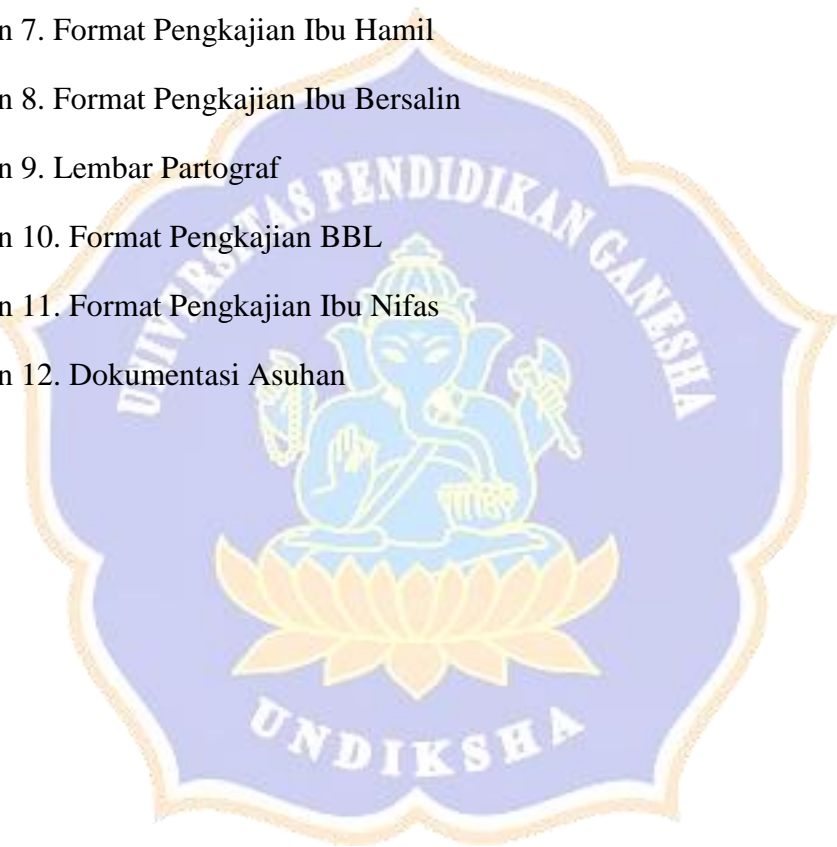 n 7. Format Pengkajian Ibu Hamil
n 8. Format Pengkajian Ibu Bersalin
n 9. Lembar Partograf
n 10. Format Pengkajian BBL
n 11. Format Pengkajian Ibu Nifas
n 12. Dokumentasi Asuhan
UNIVERSITAS PENDIDIKAN GANESHA
UNDIKSHA